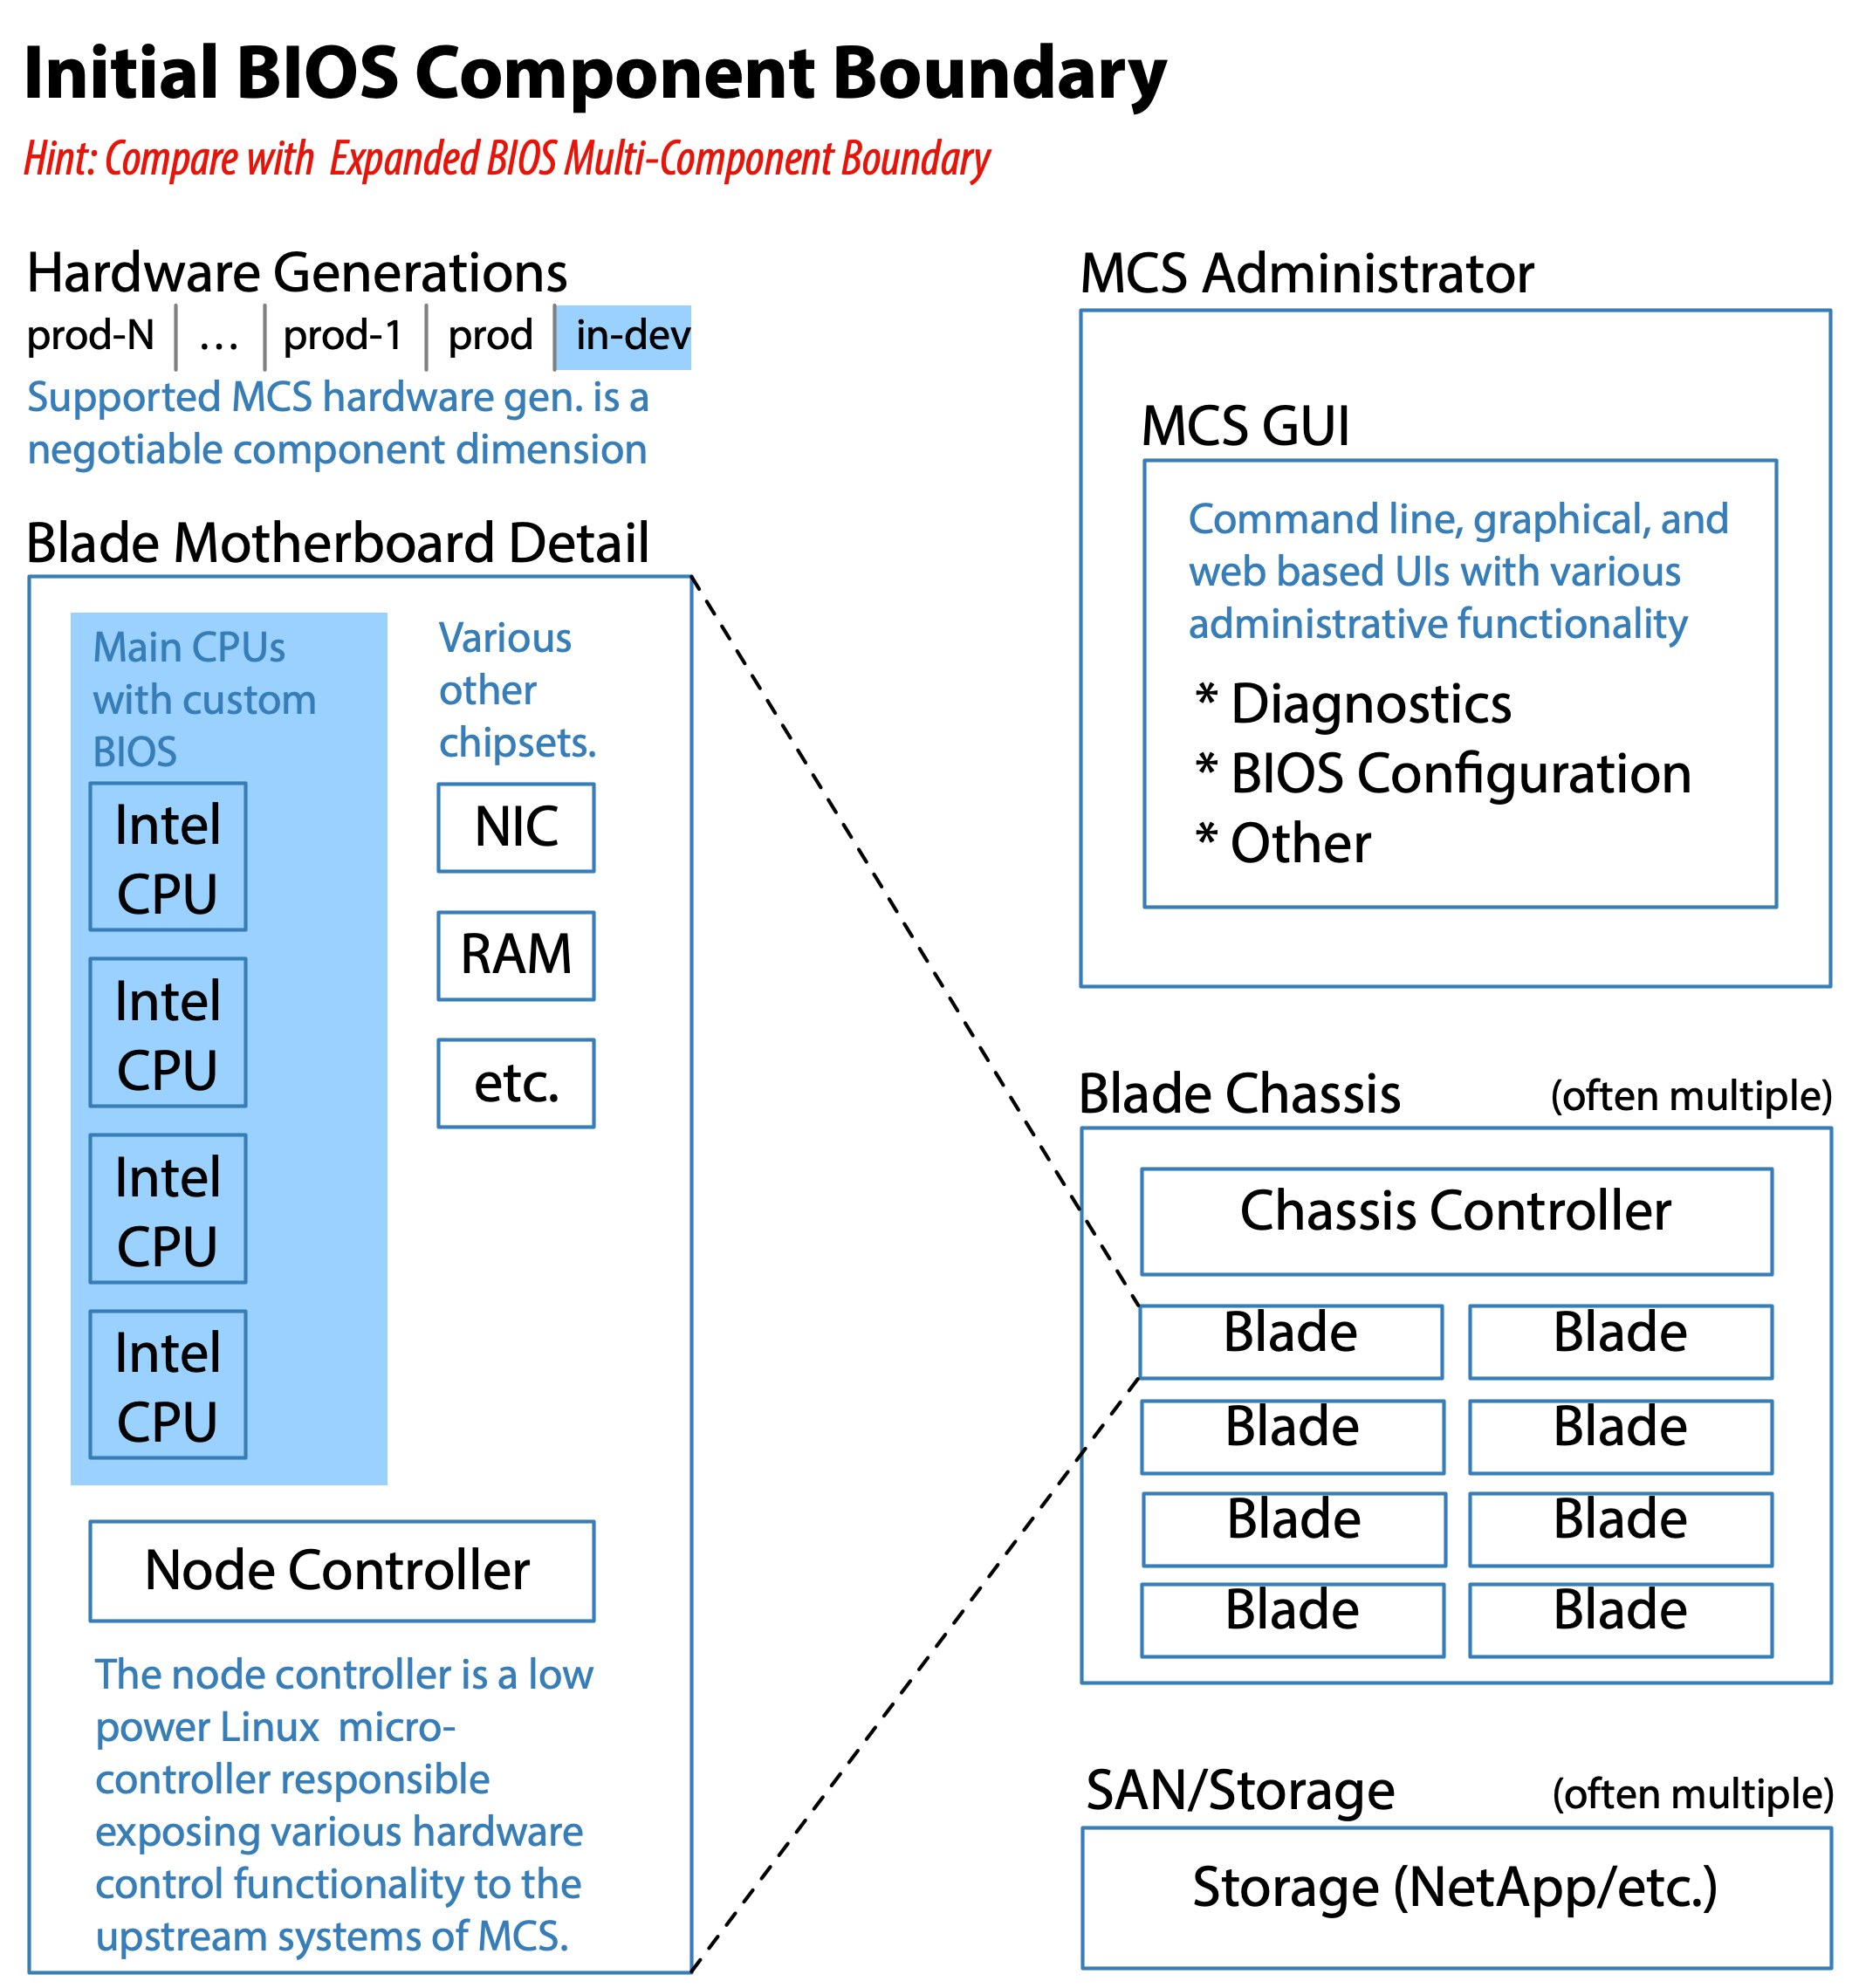 Initial BIOS Component Boundary
Hint: Compare with Expanded BIOS Multi-Component Boundary
Hardware Generations
prod-N … prod-1 prod in-dev
Supported MCS hardware gen. is a
negotiable component dimension
Blade Motherboard Detail
Main CPUs
with custom
BIOS
Intel
CPU
Intel
CPU
Intel
CPU
Intel
CPU
Various
other
chipsets.
NIC
RAM
etc.
Node Controller
The node controller is a low
power Linux micro-
controller responsible
exposing various hardware
control functionality to the
upstream systems of MCS.
MCS Administrator
MCS GUI
Command line, graphical, and
web based UIs with various
administrative functionality
* Diagnostics
* BIOS Configuration
* Other
Blade Chassis (often multiple)
Chassis Controller
Blade Blade
Blade Blade
Blade Blade
Blade Blade
SAN/Storage (often multiple)
Storage (NetApp/etc.)